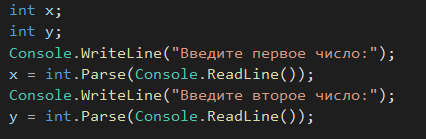 int x;
int y;
Console.WriteLine("Введите первое число:");
x = int.Parse(Console.ReadLine());
Console.WriteLine("Введите второе число:");
y = int.Parse(Console.ReadLine());